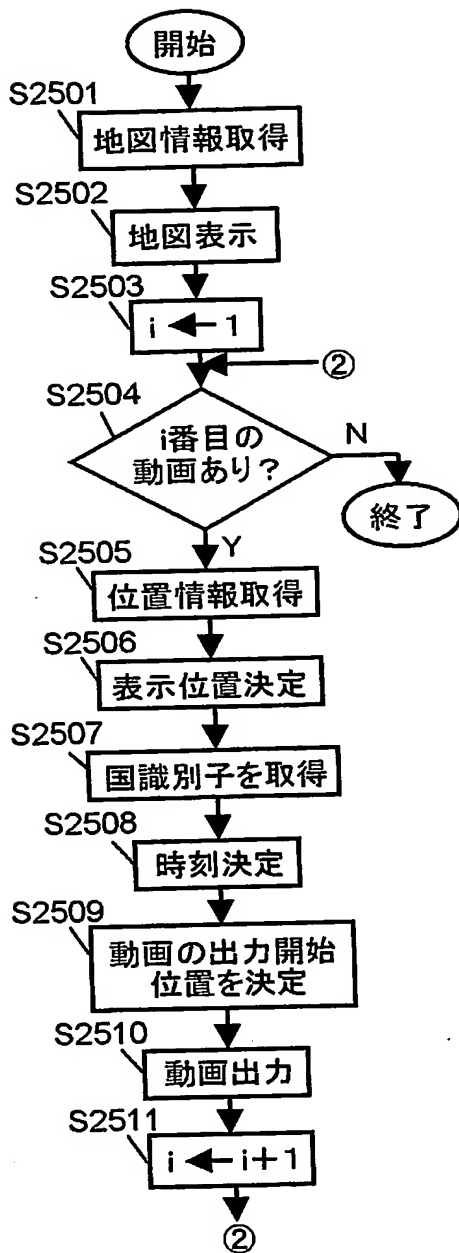 開始
S2501
地図情報取得
S2502
地図表示
S2503
i ← 1
②
S2504
i番目の
動画あり?
N
終了
Y
S2505
位置情報取得
S2506
表示位置決定
S2507
国識別子を取得
S2508
時刻決定
S2509
動画の出力開始
位置を決定
S2510
動画出力
S2511
i ← i+1
②